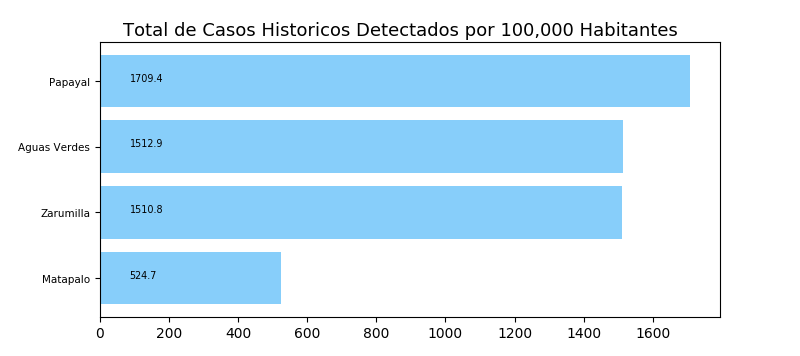 Total de Casos Historicos Detectados por 100,000 Habitantes
Papayal
1709.4
Aguas Verdes
1512.9
Zarumilla
1510.8
Matapalo
524.7
0 200 400 600 800 1000 1200 1400 1600